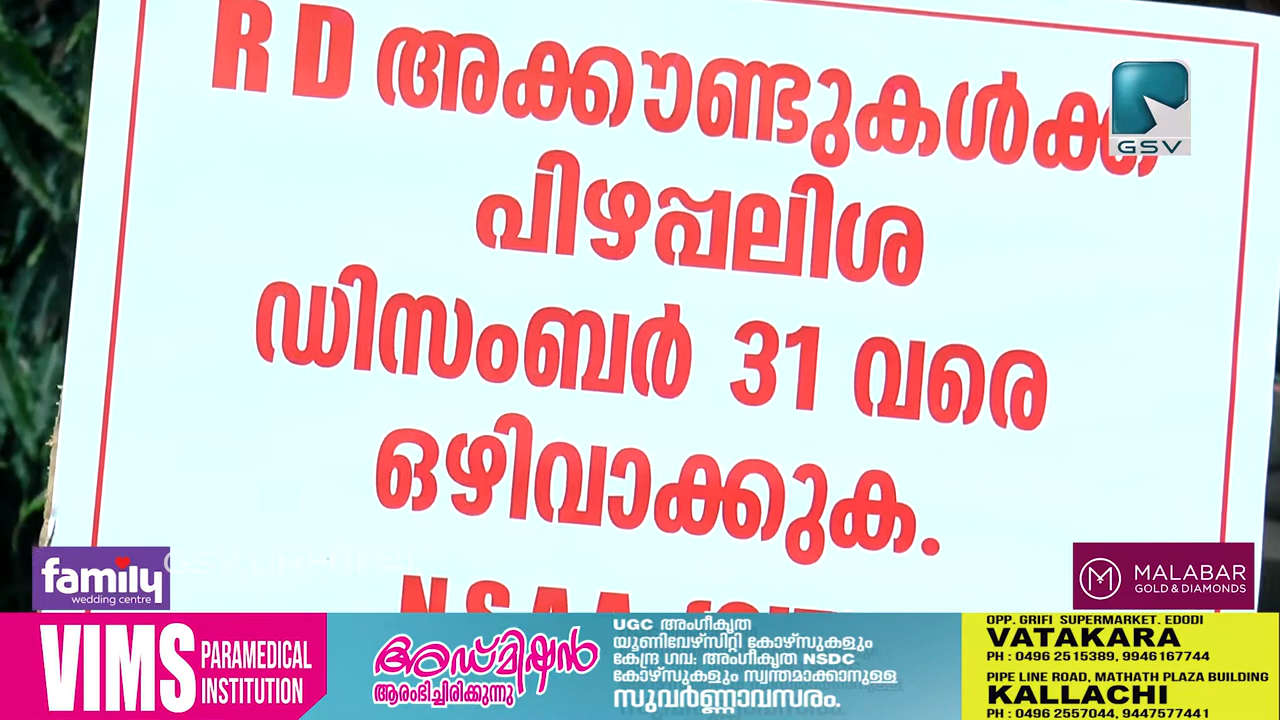 R D അക്കൗണ്ടുകൾക്ക്
പിഴപ്പലിശ
ഡിസംബർ 31 വരെ
ഒഴിവാക്കുക.
GSV
family
wedding centre
MALABAR
GOLD & DIAMONDS
VIMS PARAMEDICAL
INSTITUTION
അഡ്മിഷൻ
ആരംഭിച്ചിരിക്കുന്നു
UGC അംഗീകൃത
യൂണിവേഴ്സിറ്റി കോഴ്സുകളും
കേന്ദ്ര ഗവ: അംഗീകൃത NSDC
കോഴ്സുകളും സ്വന്തമാക്കാനുള്ള
സുവർണ്ണാവസരം.
OPP. GRIFI SUPERMARKET. EDODI
VATAKARA
PH : 0496 2515389, 9946167744
PIPE LINE ROAD, MATHATH PLAZA BUILDING
KALLACHI
PH : 0496 2557044, 9447577441